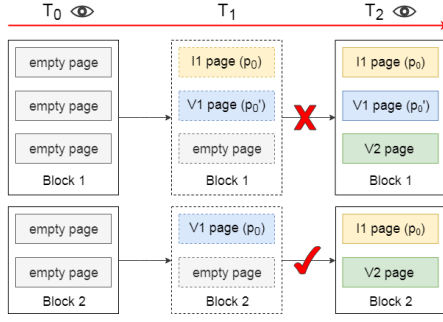 T0 T1 T2
empty page I1 page (p0) I1 page (p0)
empty page V1 page (p0') V1 page (p0')
empty page empty page V2 page
Block 1 Block 1 Block 1
empty page V1 page (p0) I1 page (p0)
empty page empty page V2 page
Block 2 Block 2 Block 2